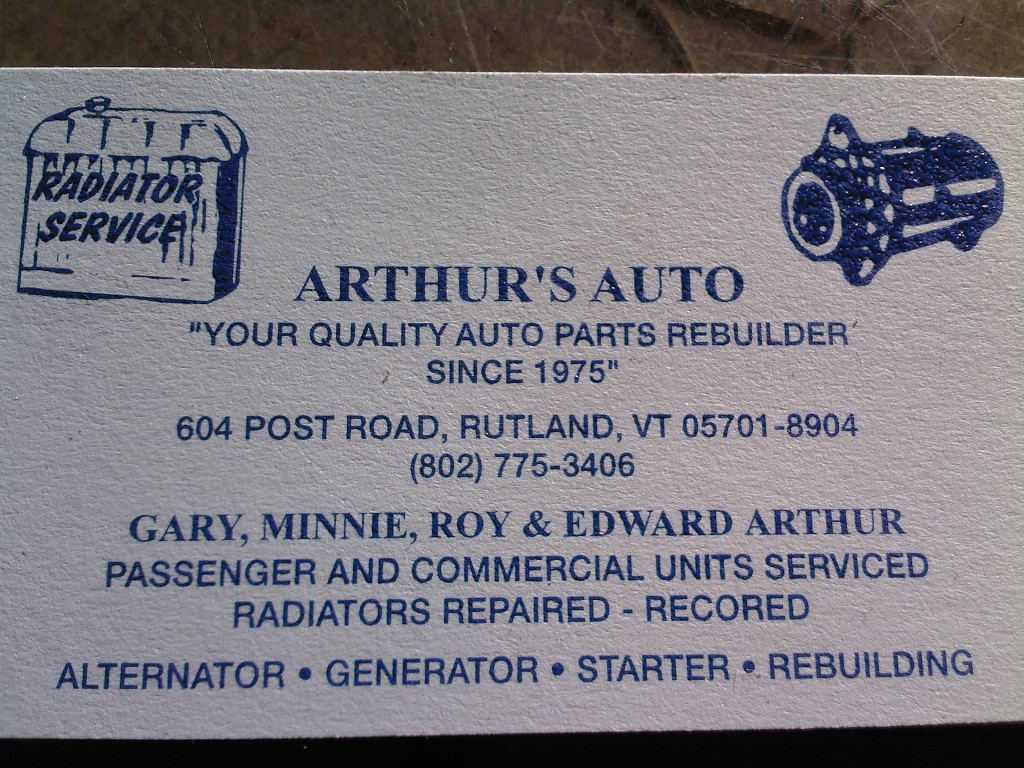 RADIATOR
SERVICE
ARTHUR'S AUTO
"YOUR QUALITY AUTO PARTS REBUILDER
SINCE 1975"
604 POST ROAD, RUTLAND, VT 05701-8904
(802) 775-3406
GARY, MINNIE, ROY & EDWARD ARTHUR
PASSENGER AND COMMERCIAL UNITS SERVICED
RADIATORS REPAIRED - RECORED
ALTERNATOR • GENERATOR • STARTER • REBUILDING